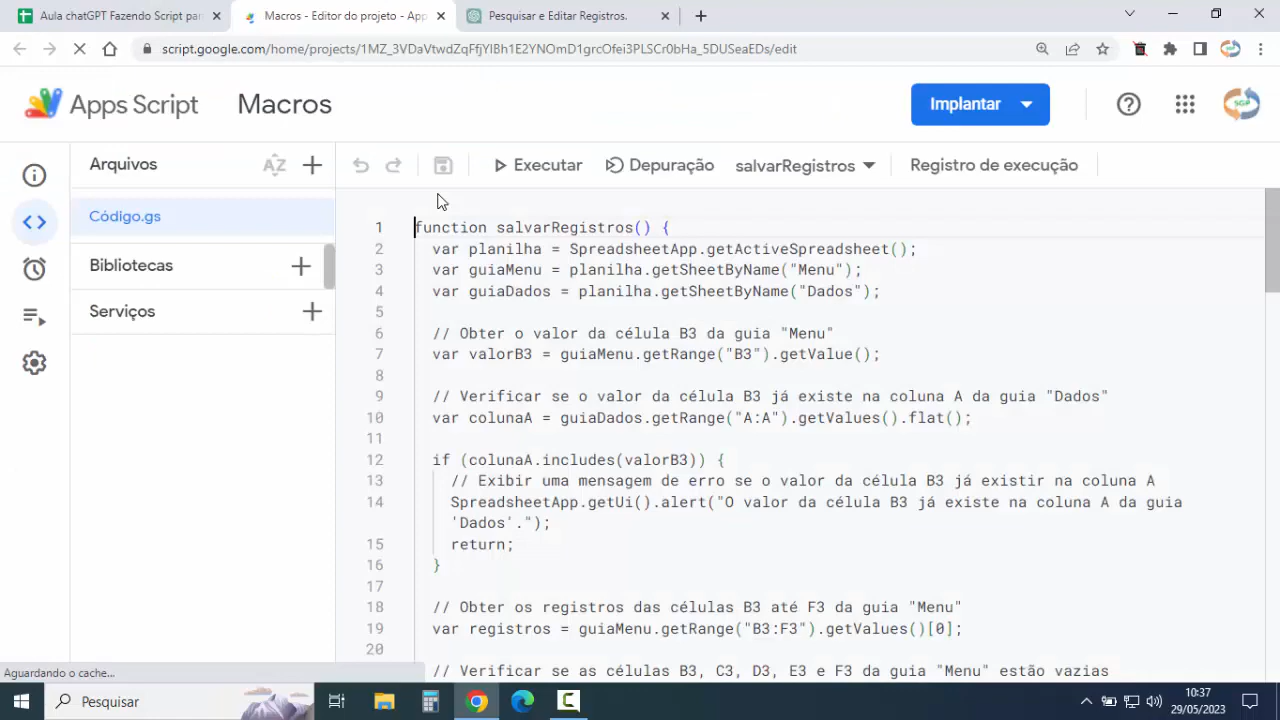 Aula chatGPT Fazendo Script par
Macros - Editor do projeto - App
Pesquisar e Editar Registros.
script.google.com/home/projects/1MZ_3VDaVtwdZqFfjYlBh1E2YNOmD1grcOfei3PLSCr0bHa_5DUSeaEDs/edit
Apps Script
Macros
Implantar
SGP
Arquivos
Executar
Depuração
salvarRegistros
Registro de execução
Código.gs
Bibliotecas
Serviços
1 function salvarRegistros() {
2 var planilha = SpreadsheetApp.getActiveSpreadsheet();
3 var guiaMenu = planilha.getSheetByName("Menu");
4 var guiaDados = planilha.getSheetByName("Dados");
5
6 // Obter o valor da célula B3 da guia "Menu"
7 var valorB3 = guiaMenu.getRange("B3").getValue();
8
9 // Verificar se o valor da célula B3 já existe na coluna A da guia "Dados"
10 var colunaA = guiaDados.getRange("A:A").getValues().flat();
11
12 if (colunaA.includes(valorB3)) {
13 // Exibir uma mensagem de erro se o valor da célula B3 já existir na coluna A
14 SpreadsheetApp.getUi().alert("O valor da célula B3 já existe na coluna A da guia
'Dados'.");
15 return;
16 }
17
18 // Obter os registros das células B3 até F3 da guia "Menu"
19 var registros = guiaMenu.getRange("B3:F3").getValues()[0];
20
// Verificar se as células B3, C3, D3, E3 e F3 da guia "Menu" estão vazias
Aguardando o cache...
Pesquisar
10:37
29/05/2023